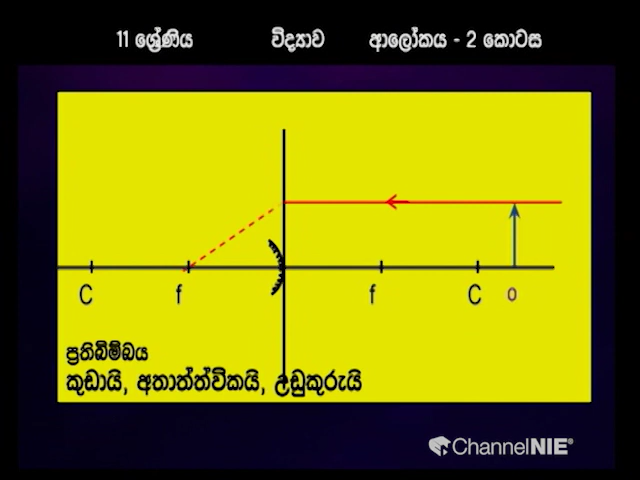 11 ශ්‍රේණිය විද්‍යාව ආලෝකය - 2 කොටස
C f f C o
ප්‍රතිබිම්බය
කුඩායි, අතාත්ත්විකයි, උඩුකුරුයි
ChannelNIE